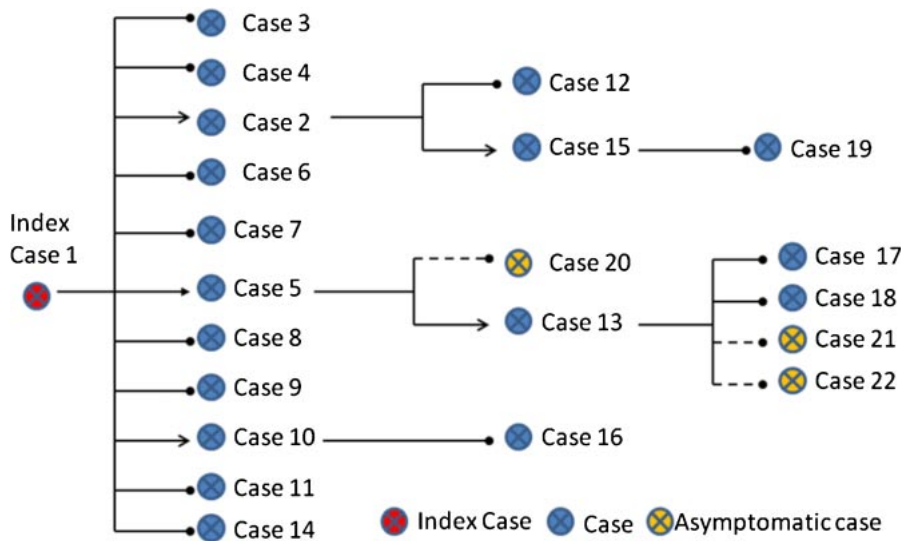 Case 3
Case 4
Case 12
Case 2
Case 15
Case 19
Case 6
Index
Case 1
Case 7
Case 17
Case 20
Case 5
Case 18
Case 13
Case 8
Case 21
Case 22
Case 9
Case 10
Case 16
Case 11
Case 14
Index Case
Case
Asymptomatic case